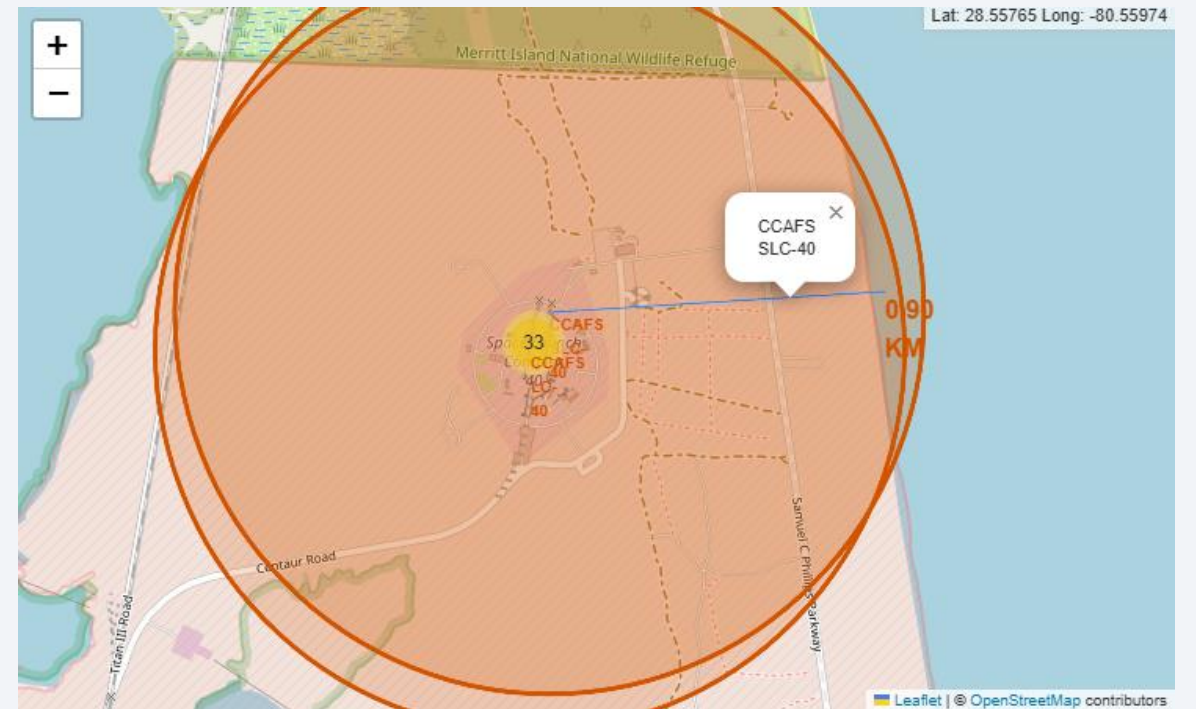 +
−
Lat: 28.55765 Long: -80.55974
Merritt Island National Wildlife Refuge
×
CCAFS
SLC-40
0.90
KM
CCAFS
33
CCAFS
40
LC-
40
Centaur Road
Samuel C Phillips Parkway
Titan III Road
Leaflet | © OpenStreetMap contributors